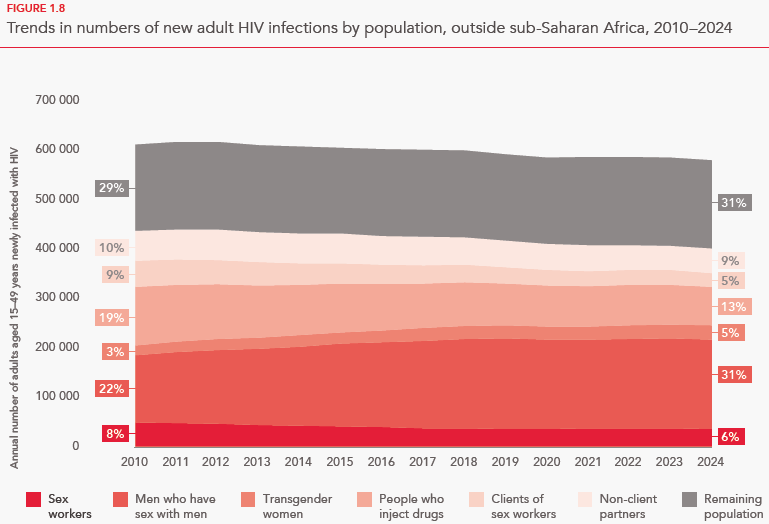 FIGURE 1.8
Trends in numbers of new adult HIV infections by population, outside sub-Saharan Africa, 2010–2024
Annual number of adults aged 15–49 years newly infected with HIV
700 000
600 000
500 000
400 000
300 000
200 000
100 000
0
29%
10%
9%
19%
3%
22%
8%
31%
9%
5%
13%
5%
31%
6%
2010 2011 2012 2013 2014 2015 2016 2017 2018 2019 2020 2021 2022 2023 2024
Sex workers
Men who have sex with men
Transgender women
People who inject drugs
Clients of sex workers
Non-client partners
Remaining population